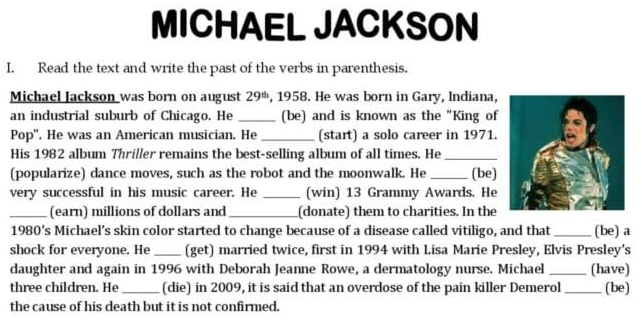 MICHAEL JACKSON
I. Read the text and write the past of the verbs in parenthesis.
Michael Jackson was born on august 29th, 1958. He was born in Gary, Indiana,
an industrial suburb of Chicago. He _____ (be) and is known as the "King of
Pop". He was an American musician. He _______ (start) a solo career in 1971.
His 1982 album Thriller remains the best-selling album of all times. He _______
(popularize) dance moves, such as the robot and the moonwalk. He _____ (be)
very successful in his music career. He _____ (win) 13 Grammy Awards. He
_____ (earn) millions of dollars and _________(donate) them to charities. In the
1980's Michael's skin color started to change because of a disease called vitiligo, and that _____ (be) a
shock for everyone. He ____ (get) married twice, first in 1994 with Lisa Marie Presley, Elvis Presley's
daughter and again in 1996 with Deborah Jeanne Rowe, a dermatology nurse. Michael _____ (have)
three children. He _____ (die) in 2009, it is said that an overdose of the pain killer Demerol _____ (be)
the cause of his death but it is not confirmed.